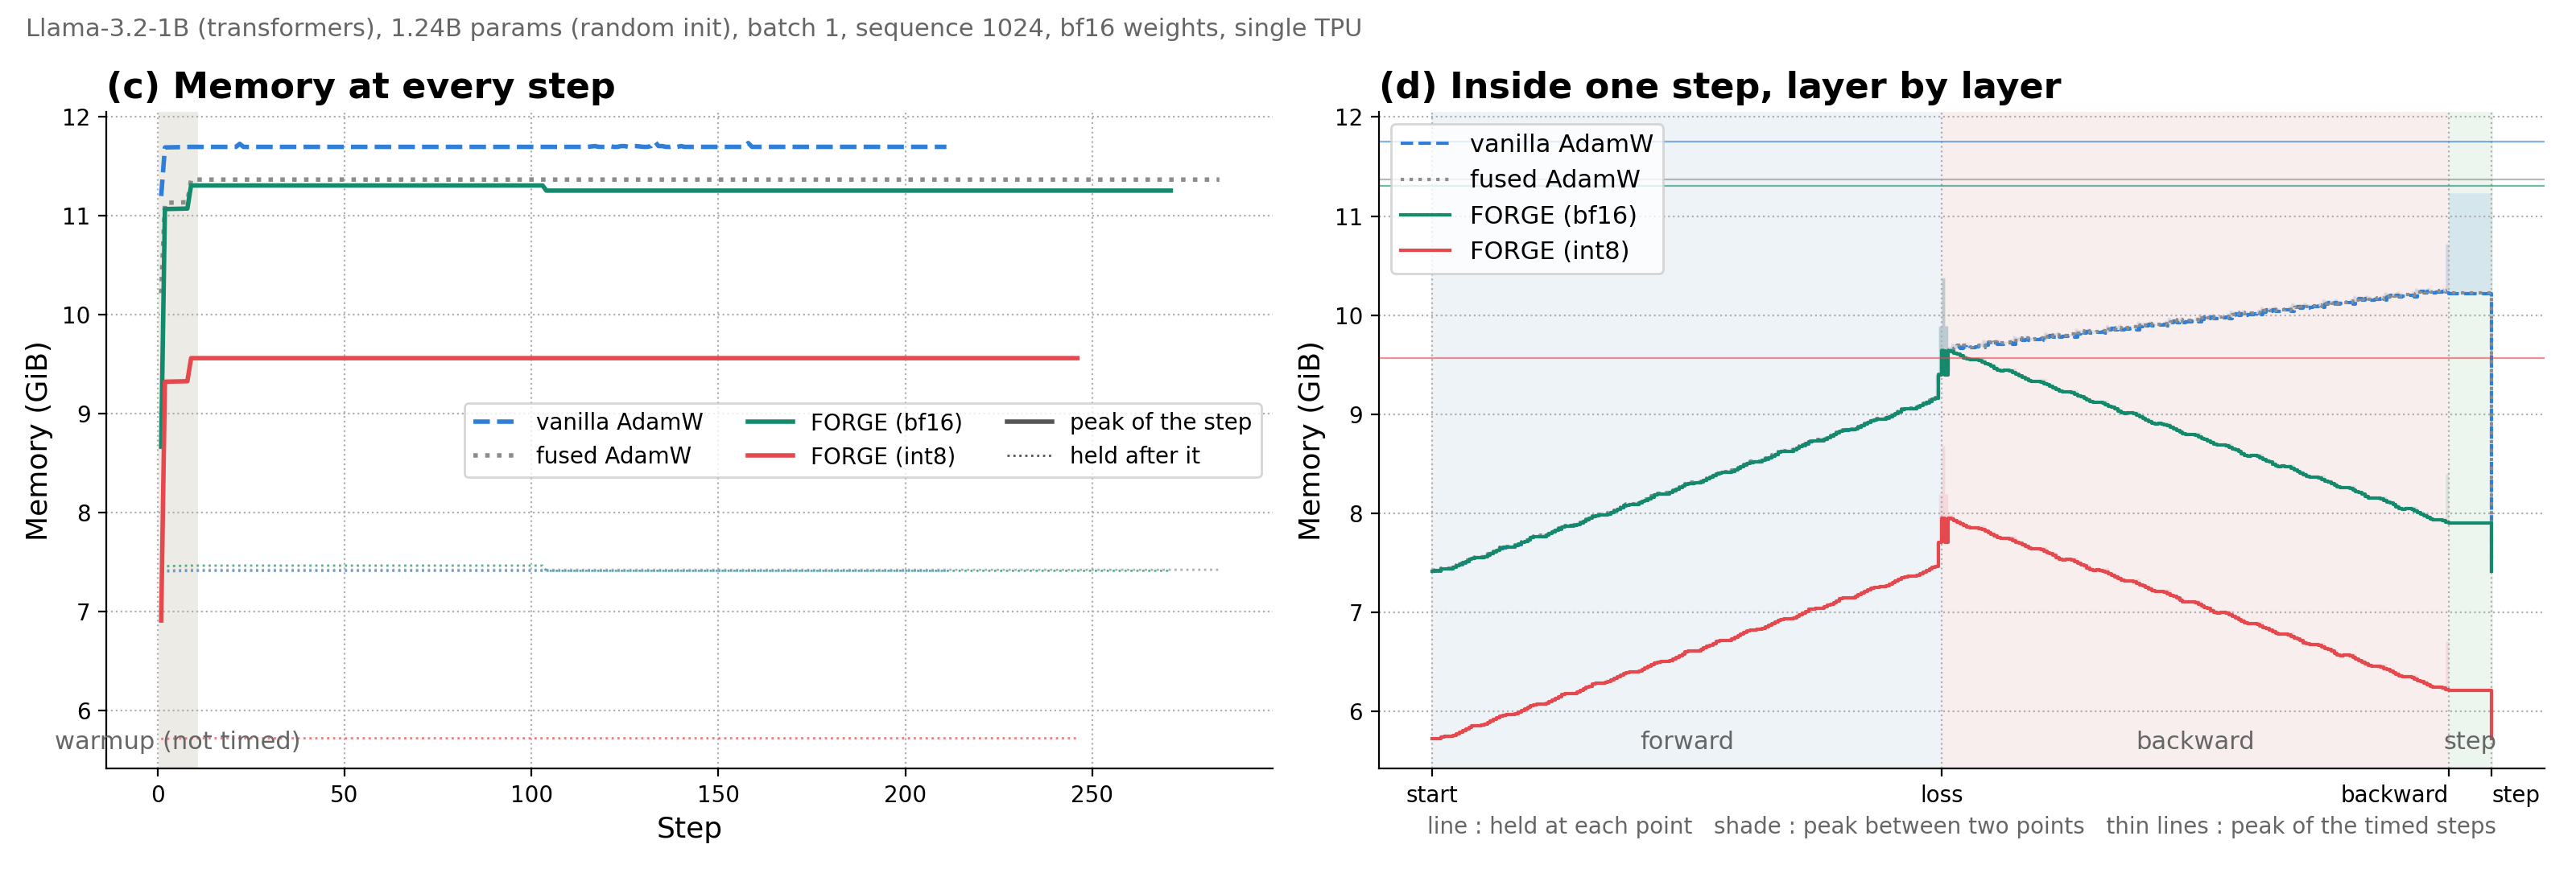 Llama-3.2-1B (transformers), 1.24B params (random init), batch 1, sequence 1024, bf16 weights, single TPU
(c) Memory at every step
12
11
10
9
8
7
6
Memory (GiB)
vanilla AdamW
fused AdamW
FORGE (bf16)
FORGE (int8)
peak of the step
held after it
warmup (not timed)
0 50 100 150 200 250
Step
(d) Inside one step, layer by layer
12
11
10
9
8
7
6
Memory (GiB)
vanilla AdamW
fused AdamW
FORGE (bf16)
FORGE (int8)
forward backward step
start loss backward step
line : held at each point shade : peak between two points thin lines : peak of the timed steps